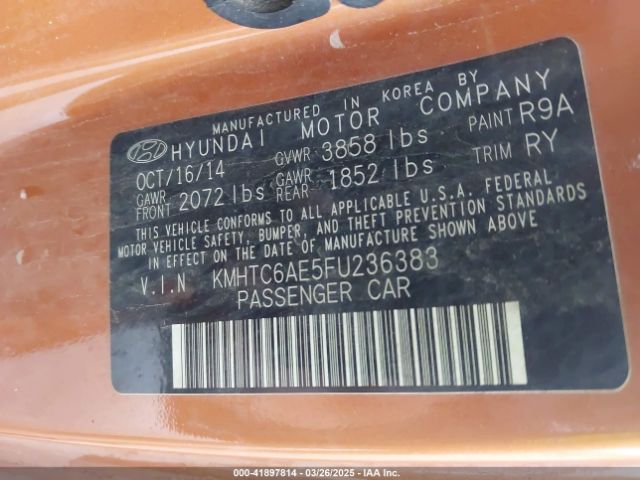 MANUFACTURED IN KOREA BY
HYUNDAI MOTOR COMPANY
OCT/16/14 GVWR 3858 lbs PAINT R9A
GAWR FRONT 2072 lbs GAWR REAR 1852 lbs TRIM RY
THIS VEHICLE CONFORMS TO ALL APPLICABLE U.S.A. FEDERAL
MOTOR VEHICLE SAFETY, BUMPER, AND THEFT PREVENTION STANDARDS
IN EFFECT ON THE DATE OF MANUFACTURE SHOWN ABOVE
V.I.N. KMHTC6AE5FU236383
PASSENGER CAR
000-41897814 - 03/26/2025 - IAA Inc.